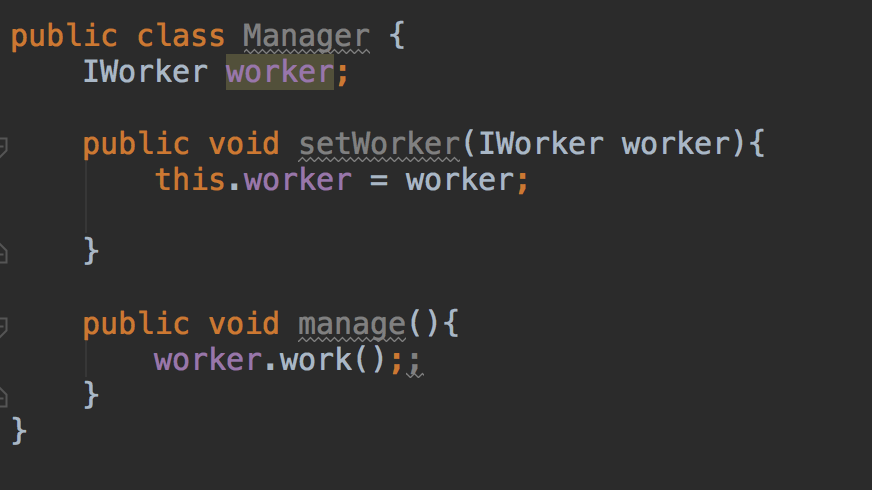 public class Manager {
    IWorker worker;
    public void setWorker(IWorker worker){
        this.worker = worker;
    }
    public void manage(){
        worker.work();;
    }
}